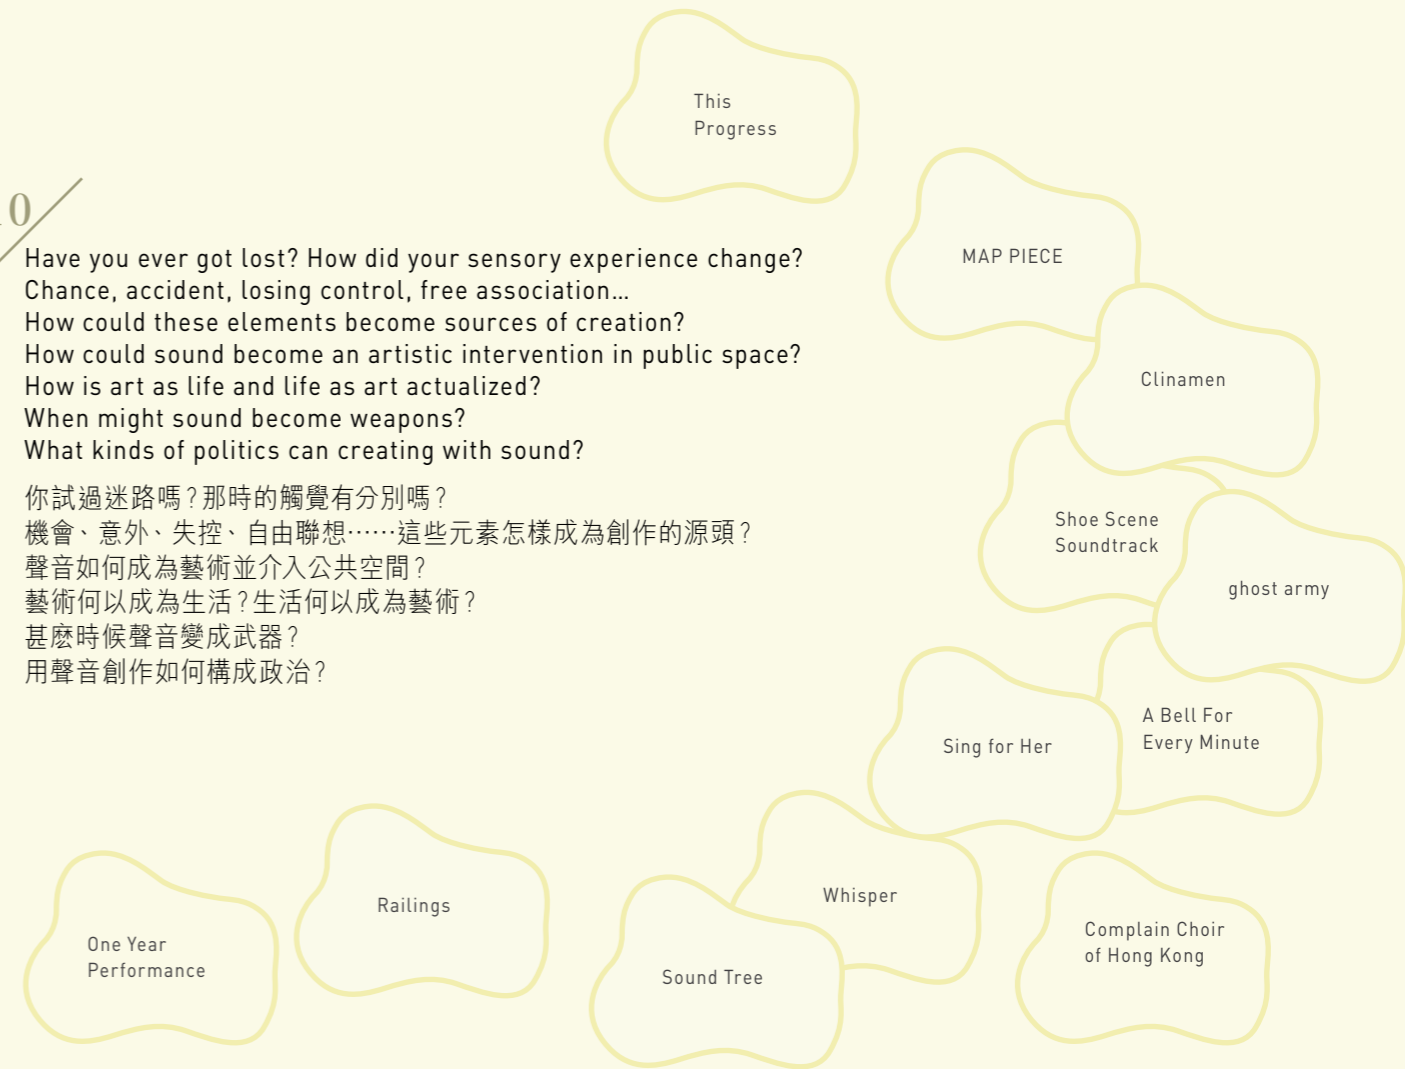 This
Progress
MAP PIECE
0
Have you ever got lost? How did your sensory experience change?
Chance, accident, losing control, free association…
How could these elements become sources of creation?
How could sound become an artistic intervention in public space?
How is art as life and life as art actualized?
When might sound become weapons?
What kinds of politics can creating with sound?
你試過迷路嗎？那時的觸覺有分別嗎？
機會、意外、失控、自由聯想……這些元素怎樣成為創作的源頭？
聲音如何成為藝術並介入公共空間？
藝術何以成為生活？生活何以成為藝術？
甚麼時候聲音變成武器？
用聲音創作如何構成政治？
Clinamen
Shoe Scene
Soundtrack
ghost army
A Bell For
Every Minute
Sing for Her
Whisper
Railings
One Year
Performance
Sound Tree
Complain Choir
of Hong Kong